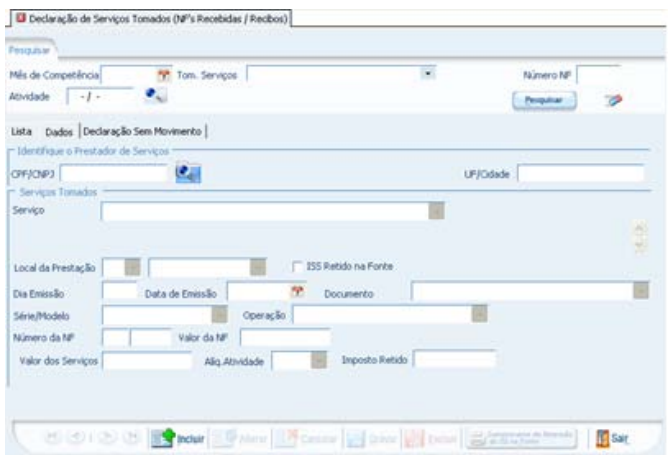 Declaração de Serviços Tomados (NF's Recebidas / Recibos)
Pesquisar
Mês de Competência Tom. Serviços Número NF
Atividade - / - Pesquisar
Lista Dados Declaração Sem Movimento
Identifique o Prestador de Serviços
CPF/CNPJ UF/Cidade
Serviços Tomados
Serviço
Local da Prestação ISS Retido na Fonte
Dia Emissão Data de Emissão Documento
Série/Modelo Operação
Número da NF Valor da NF
Valor dos Serviços Aliq.Atividade Imposto Retido
Incluir Alterar Cancelar Gravar Excluir Sair